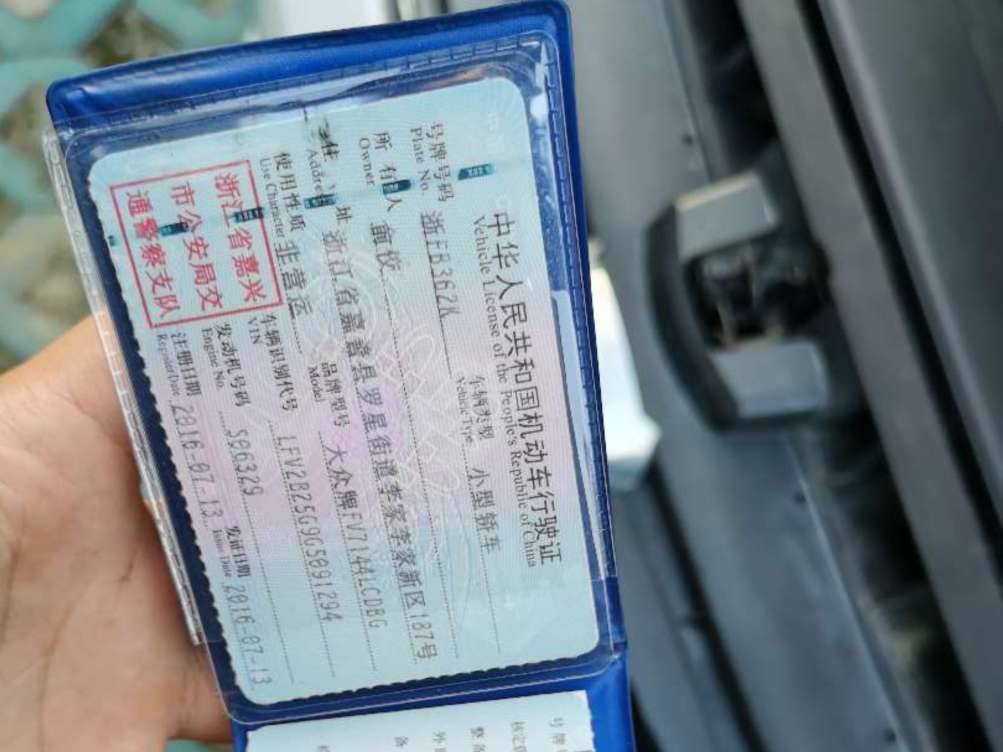 中华人民共和国机动车行驶证
Vehicle License of the People's Republic of China
号牌号码 浙FB362K 车辆类型 小型轿车
Plate No. Vehicle Type
所有人 俞佼
Owner
住址 浙江省嘉善县罗星街道李家李家新区187号
Address
使用性质 非营运 品牌型号 大众牌FV7144LCDBG
Use Character Model
浙江省嘉兴
市公安局交
通警察支队
车辆识别代号 LFV2B25G9G5091294
VIN
发动机号码 S06329
Engine No.
注册日期 2016-07-13 发证日期 2016-07-13
Register Date Issue Date